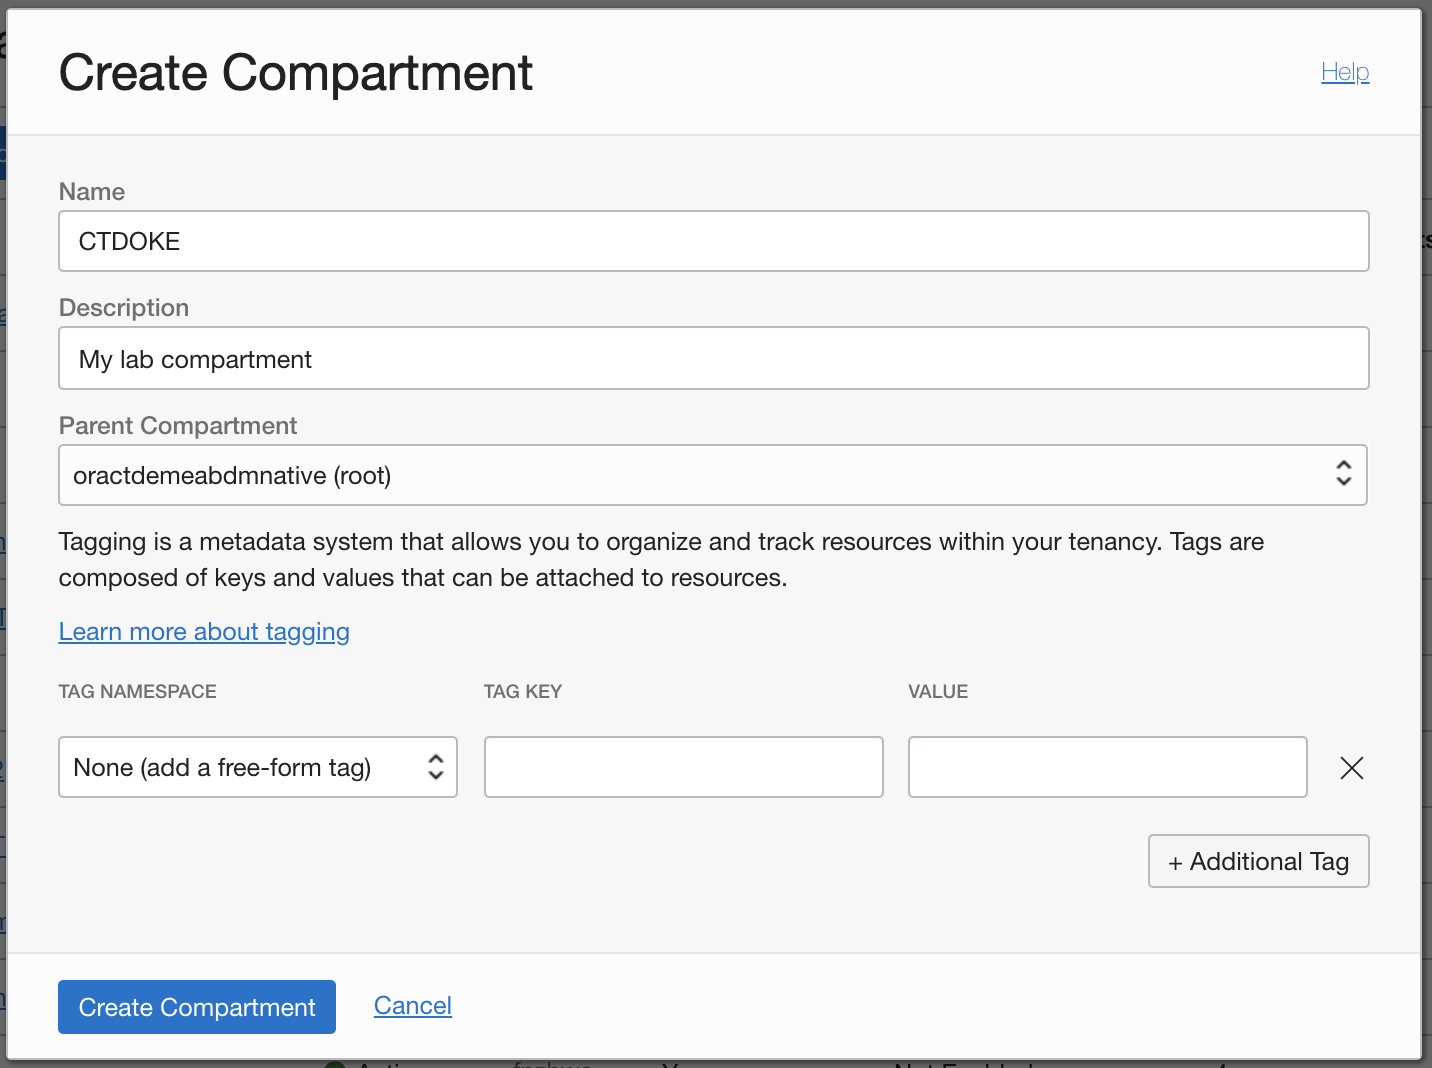 Create Compartment
Help
Name
CTDOKE
Description
My lab compartment
Parent Compartment
oractdemeabdmnative (root)
Tagging is a metadata system that allows you to organize and track resources within your tenancy. Tags are
composed of keys and values that can be attached to resources.
Learn more about tagging
TAG NAMESPACE TAG KEY VALUE
None (add a free-form tag)
+ Additional Tag
Create Compartment Cancel